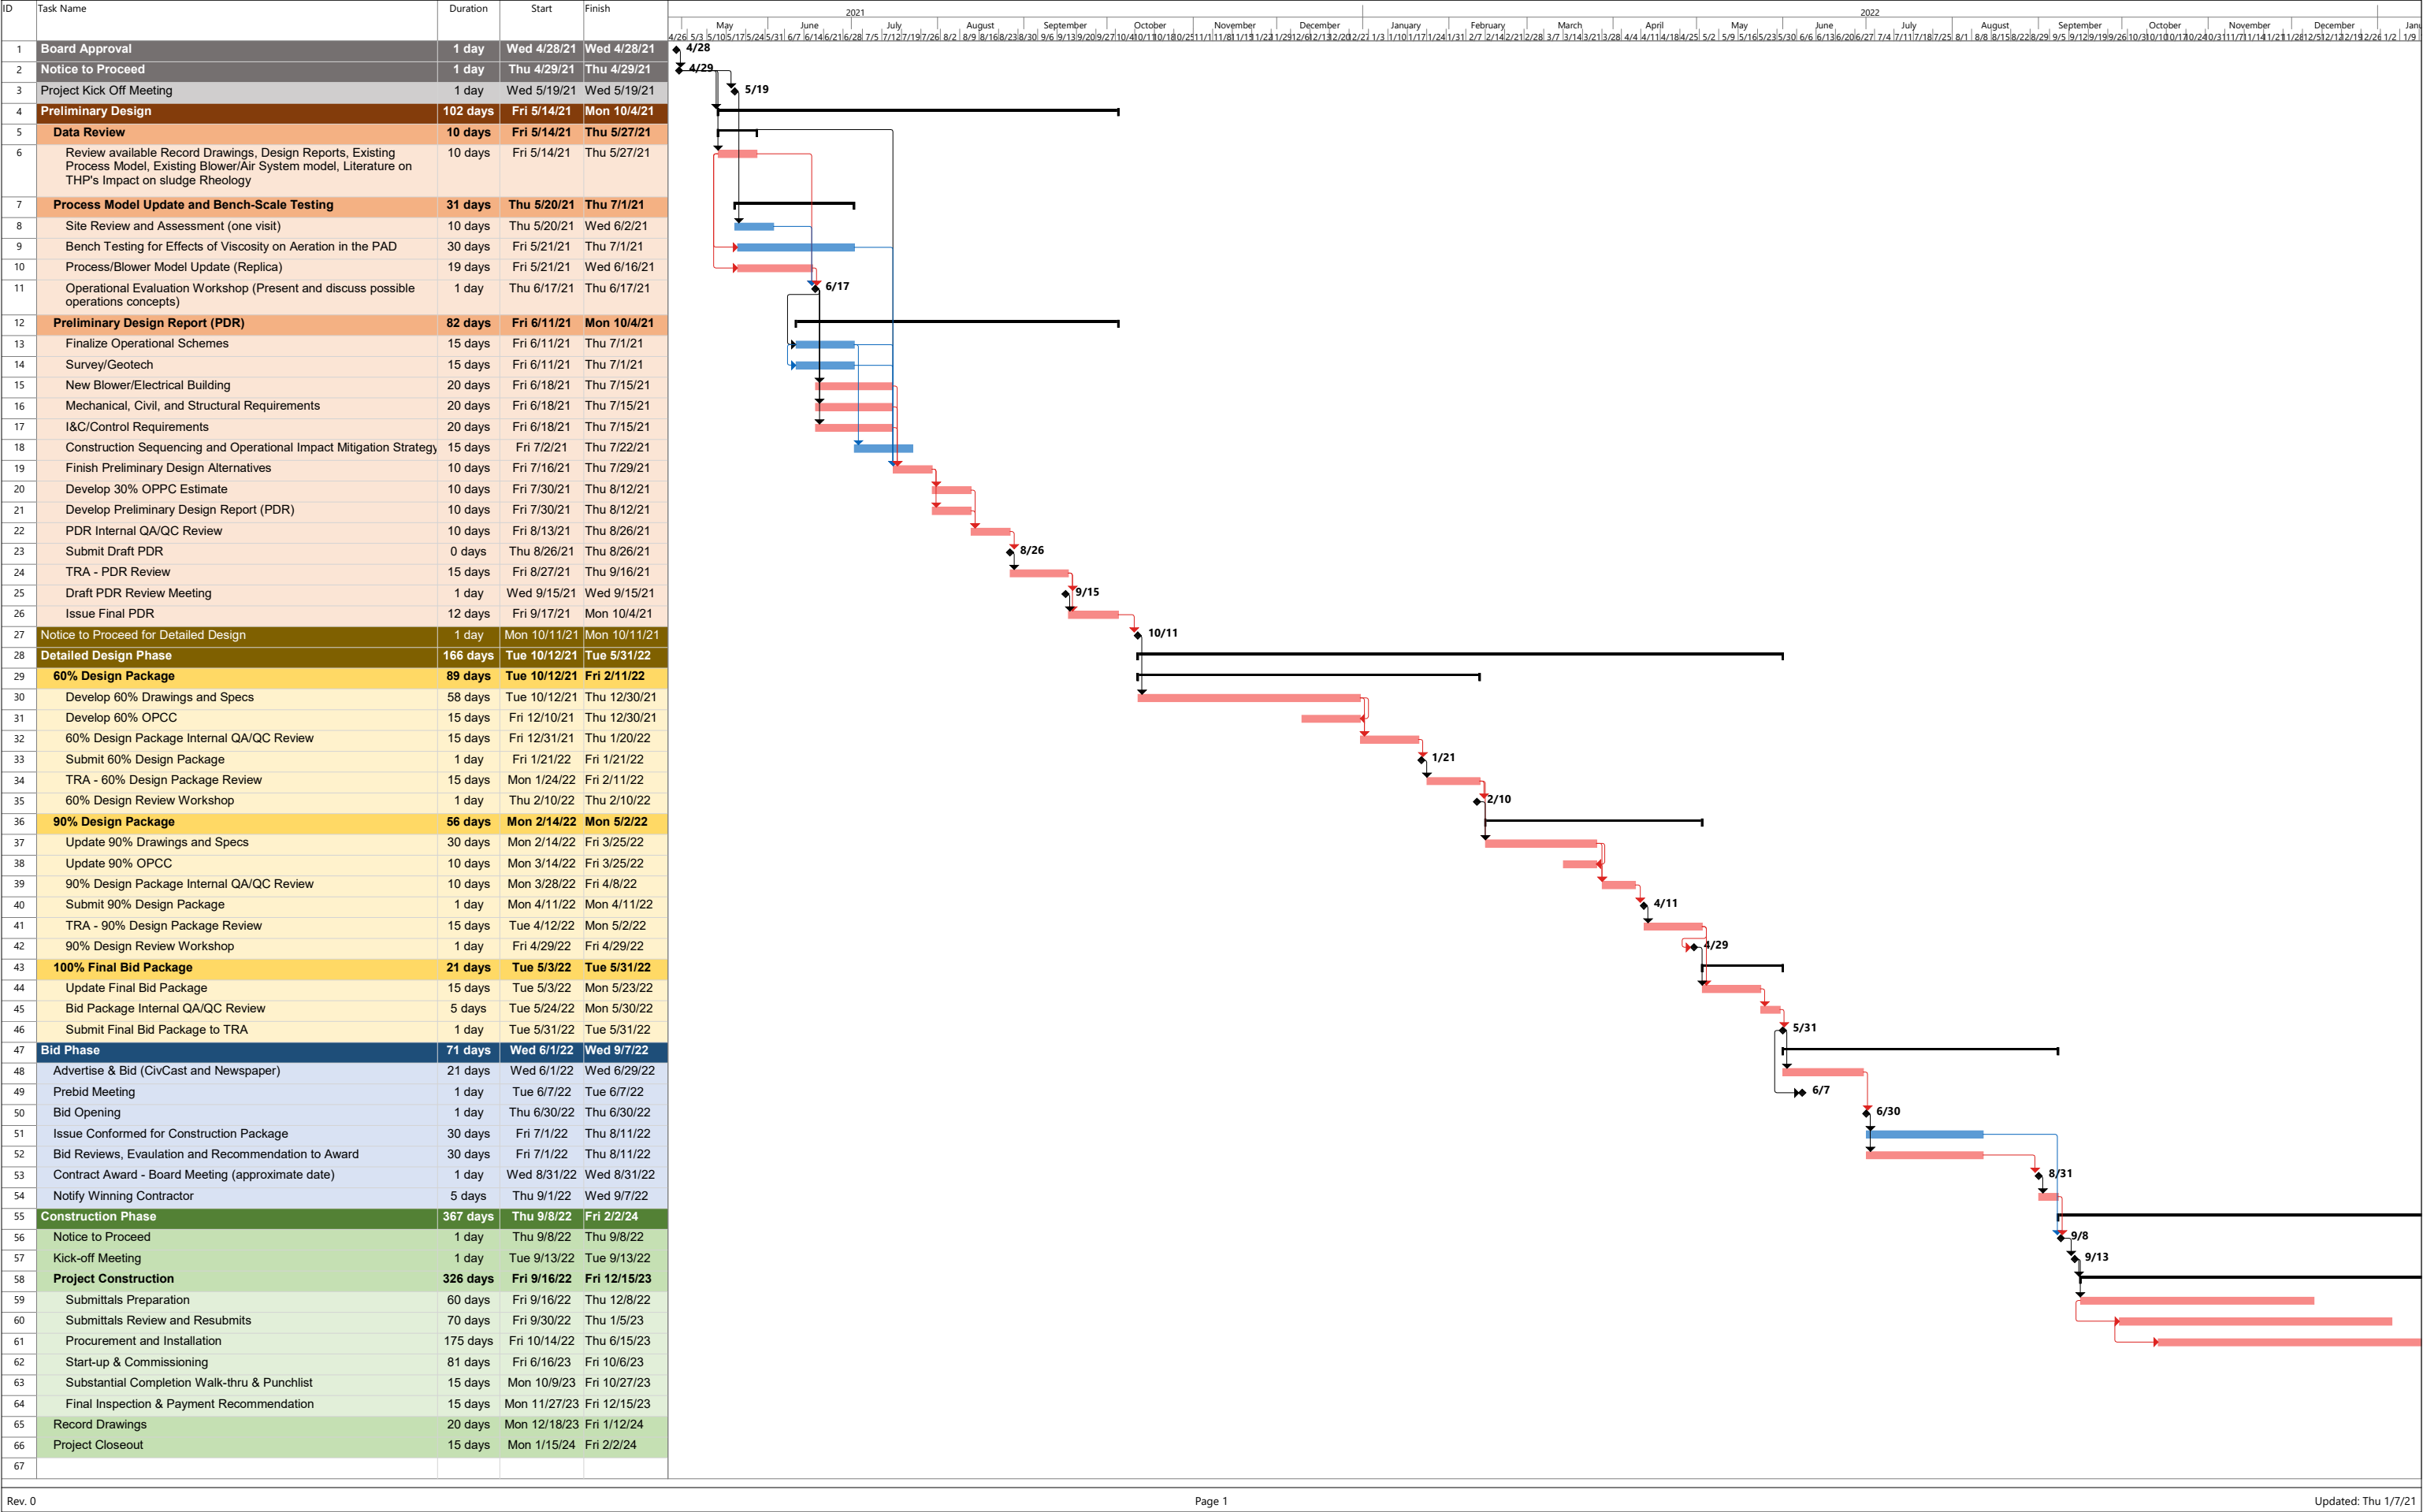 ID Task Name Duration Start Finish
2021 2022
May June July August September October November December January February March April May June July August September October November December
1 Board Approval 1 day Wed 4/28/21 Wed 4/28/21 4/28
2 Notice to Proceed 1 day Thu 4/29/21 Thu 4/29/21 4/29
3 Project Kick Off Meeting 1 day Wed 5/19/21 Wed 5/19/21 5/19
4 Preliminary Design 102 days Fri 5/14/21 Mon 10/4/21
5 Data Review 10 days Fri 5/14/21 Thu 5/27/21
6 Review available Record Drawings, Design Reports, Existing 10 days Fri 5/14/21 Thu 5/27/21
Process Model, Existing Blower/Air System model, Literature on
THP's Impact on sludge Rheology
7 Process Model Update and Bench-Scale Testing 31 days Thu 5/20/21 Thu 7/1/21
8 Site Review and Assessment (one visit) 10 days Thu 5/20/21 Wed 6/2/21
9 Bench Testing for Effects of Viscosity on Aeration in the PAD 30 days Fri 5/21/21 Thu 7/1/21
10 Process/Blower Model Update (Replica) 19 days Fri 5/21/21 Wed 6/16/21
11 Operational Evaluation Workshop (Present and discuss possible 1 day Thu 6/17/21 Thu 6/17/21 6/17
operations concepts)
12 Preliminary Design Report (PDR) 82 days Fri 6/11/21 Mon 10/4/21
13 Finalize Operational Schemes 15 days Fri 6/11/21 Thu 7/1/21
14 Survey/Geotech 15 days Fri 6/11/21 Thu 7/1/21
15 New Blower/Electrical Building 20 days Fri 6/18/21 Thu 7/15/21
16 Mechanical, Civil, and Structural Requirements 20 days Fri 6/18/21 Thu 7/15/21
17 I&C/Control Requirements 20 days Fri 6/18/21 Thu 7/15/21
18 Construction Sequencing and Operational Impact Mitigation Strategy 15 days Fri 7/2/21 Thu 7/22/21
19 Finish Preliminary Design Alternatives 10 days Fri 7/16/21 Thu 7/29/21
20 Develop 30% OPPC Estimate 10 days Fri 7/30/21 Thu 8/12/21
21 Develop Preliminary Design Report (PDR) 10 days Fri 7/30/21 Thu 8/12/21
22 PDR Internal QA/QC Review 10 days Fri 8/13/21 Thu 8/26/21
23 Submit Draft PDR 0 days Thu 8/26/21 Thu 8/26/21 8/26
24 TRA - PDR Review 15 days Fri 8/27/21 Thu 9/16/21
25 Draft PDR Review Meeting 1 day Wed 9/15/21 Wed 9/15/21 9/15
26 Issue Final PDR 12 days Fri 9/17/21 Mon 10/4/21
27 Notice to Proceed for Detailed Design 1 day Mon 10/11/21 Mon 10/11/21 10/11
28 Detailed Design Phase 166 days Tue 10/12/21 Tue 5/31/22
29 60% Design Package 89 days Tue 10/12/21 Fri 2/11/22
30 Develop 60% Drawings and Specs 58 days Tue 10/12/21 Thu 12/30/21
31 Develop 60% OPCC 15 days Fri 12/10/21 Thu 12/30/21
32 60% Design Package Internal QA/QC Review 15 days Fri 12/31/21 Thu 1/20/22
33 Submit 60% Design Package 1 day Fri 1/21/22 Fri 1/21/22 1/21
34 TRA - 60% Design Package Review 15 days Mon 1/24/22 Fri 2/11/22
35 60% Design Review Workshop 1 day Thu 2/10/22 Thu 2/10/22 2/10
36 90% Design Package 56 days Mon 2/14/22 Mon 5/2/22
37 Update 90% Drawings and Specs 30 days Mon 2/14/22 Fri 3/25/22
38 Update 90% OPCC 10 days Mon 3/14/22 Fri 3/25/22
39 90% Design Package Internal QA/QC Review 10 days Mon 3/28/22 Fri 4/8/22
40 Submit 90% Design Package 1 day Mon 4/11/22 Mon 4/11/22 4/11
41 TRA - 90% Design Package Review 15 days Tue 4/12/22 Mon 5/2/22
42 90% Design Review Workshop 1 day Fri 4/29/22 Fri 4/29/22 4/29
43 100% Final Bid Package 21 days Tue 5/3/22 Tue 5/31/22
44 Update Final Bid Package 15 days Tue 5/3/22 Mon 5/23/22
45 Bid Package Internal QA/QC Review 5 days Tue 5/24/22 Mon 5/30/22
46 Submit Final Bid Package to TRA 1 day Tue 5/31/22 Tue 5/31/22 5/31
47 Bid Phase 71 days Wed 6/1/22 Wed 9/7/22
48 Advertise & Bid (CivCast and Newspaper) 21 days Wed 6/1/22 Wed 6/29/22
49 Prebid Meeting 1 day Tue 6/7/22 Tue 6/7/22 6/7
50 Bid Opening 1 day Thu 6/30/22 Thu 6/30/22 6/30
51 Issue Conformed for Construction Package 30 days Fri 7/1/22 Thu 8/11/22
52 Bid Reviews, Evaulation and Recommendation to Award 30 days Fri 7/1/22 Thu 8/11/22
53 Contract Award - Board Meeting (approximate date) 1 day Wed 8/31/22 Wed 8/31/22 8/31
54 Notify Winning Contractor 5 days Thu 9/1/22 Wed 9/7/22
55 Construction Phase 367 days Thu 9/8/22 Fri 2/2/24
56 Notice to Proceed 1 day Thu 9/8/22 Thu 9/8/22 9/8
57 Kick-off Meeting 1 day Tue 9/13/22 Tue 9/13/22 9/13
58 Project Construction 326 days Fri 9/16/22 Fri 12/15/23
59 Submittals Preparation 60 days Fri 9/16/22 Thu 12/8/22
60 Submittals Review and Resubmits 70 days Fri 9/30/22 Thu 1/5/23
61 Procurement and Installation 175 days Fri 10/14/22 Thu 6/15/23
62 Start-up & Commissioning 81 days Fri 6/16/23 Fri 10/6/23
63 Substantial Completion Walk-thru & Punchlist 15 days Mon 10/9/23 Fri 10/27/23
64 Final Inspection & Payment Recommendation 15 days Mon 11/27/23 Fri 12/15/23
65 Record Drawings 20 days Mon 12/18/23 Fri 1/12/24
66 Project Closeout 15 days Mon 1/15/24 Fri 2/2/24
67
Rev. 0 Page 1 Updated: Thu 1/7/21